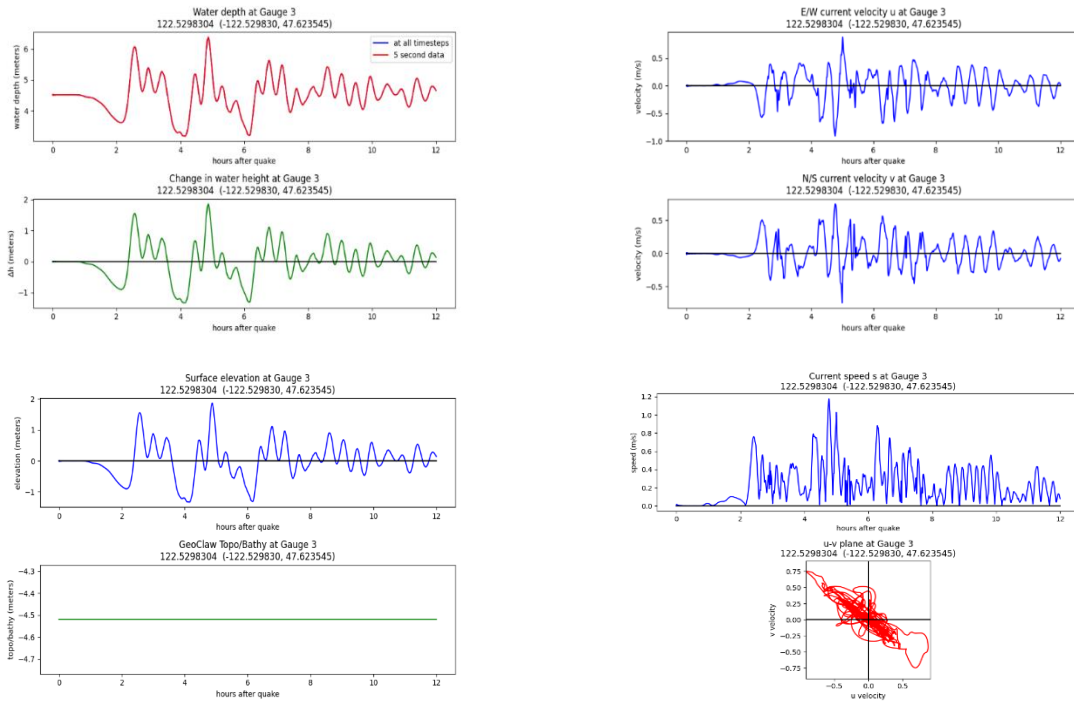 Water depth at Gauge 3
122.5298304 (-122.529830, 47.623545)
at all timesteps
5 second data
water depth (meters)
6
5
4
0 2 4 6 8 10 12
hours after quake
Change in water height at Gauge 3
122.5298304 (-122.529830, 47.623545)
Δh (meters)
2
1
0
−1
0 2 4 6 8 10 12
hours after quake
Surface elevation at Gauge 3
122.5298304 (-122.529830, 47.623545)
elevation (meters)
2
1
0
−1
0 2 4 6 8 10 12
hours after quake
GeoClaw Topo/Bathy at Gauge 3
122.5298304 (-122.529830, 47.623545)
topo/bathy (meters)
−4.3
−4.4
−4.5
−4.6
−4.7
0 2 4 6 8 10 12
hours after quake
E/W current velocity u at Gauge 3
122.5298304 (-122.529830, 47.623545)
velocity (m/s)
0.5
0.0
−0.5
−1.0
0 2 4 6 8 10 12
hours after quake
N/S current velocity v at Gauge 3
122.5298304 (-122.529830, 47.623545)
velocity (m/s)
0.5
0.0
−0.5
0 2 4 6 8 10 12
hours after quake
Current speed s at Gauge 3
122.5298304 (-122.529830, 47.623545)
speed (m/s)
1.2
1.0
0.8
0.6
0.4
0.2
0.0
0 2 4 6 8 10 12
hours after quake
u-v plane at Gauge 3
122.5298304 (-122.529830, 47.623545)
v velocity
0.75
0.50
0.25
0.00
−0.25
−0.50
−0.75
−0.5 0.0 0.5
u velocity